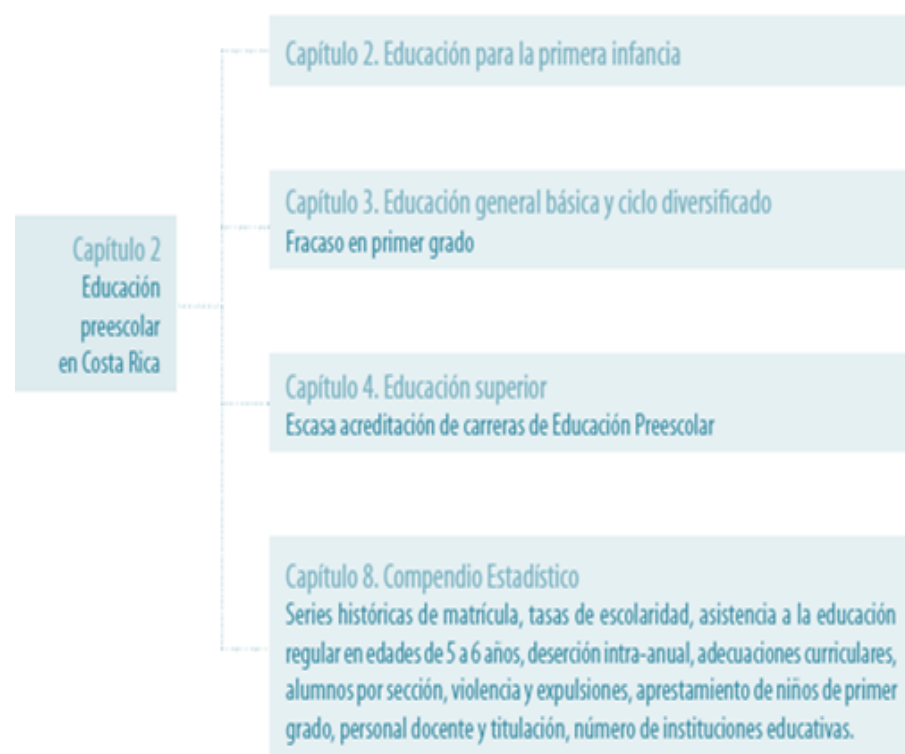 Capítulo 2. Educación para la primera infancia
Capítulo 3. Educación general básica y ciclo diversificado
Fracaso en primer grado
Capítulo 2
Educación
preescolar
en Costa Rica
Capítulo 4. Educación superior
Escasa acreditación de carreras de Educación Preescolar
Capítulo 8. Compendio Estadístico
Series históricas de matrícula, tasas de escolaridad, asistencia a la educación
regular en edades de 5 a 6 años, deserción intra-anual, adecuaciones curriculares,
alumnos por sección, violencia y expulsiones, aprestamiento de niños de primer
grado, personal docente y titulación, número de instituciones educativas.